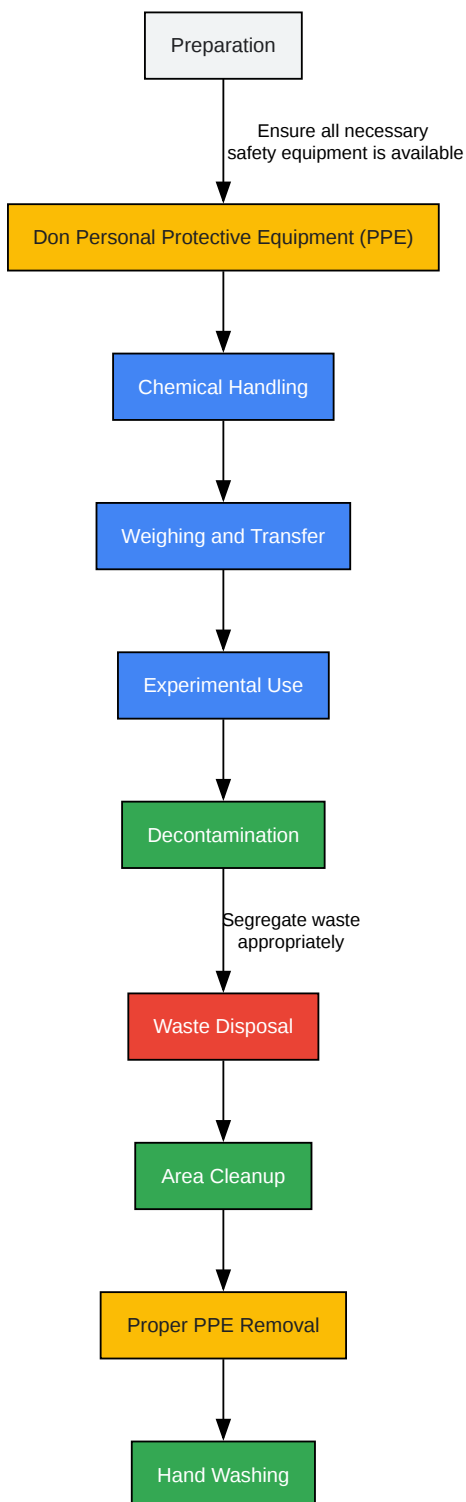 Preparation
Ensure all necessary
safety equipment is available
Don Personal Protective Equipment (PPE)
Chemical Handling
Weighing and Transfer
Experimental Use
Decontamination
Segregate waste
appropriately
Waste Disposal
Area Cleanup
Proper PPE Removal
Hand Washing